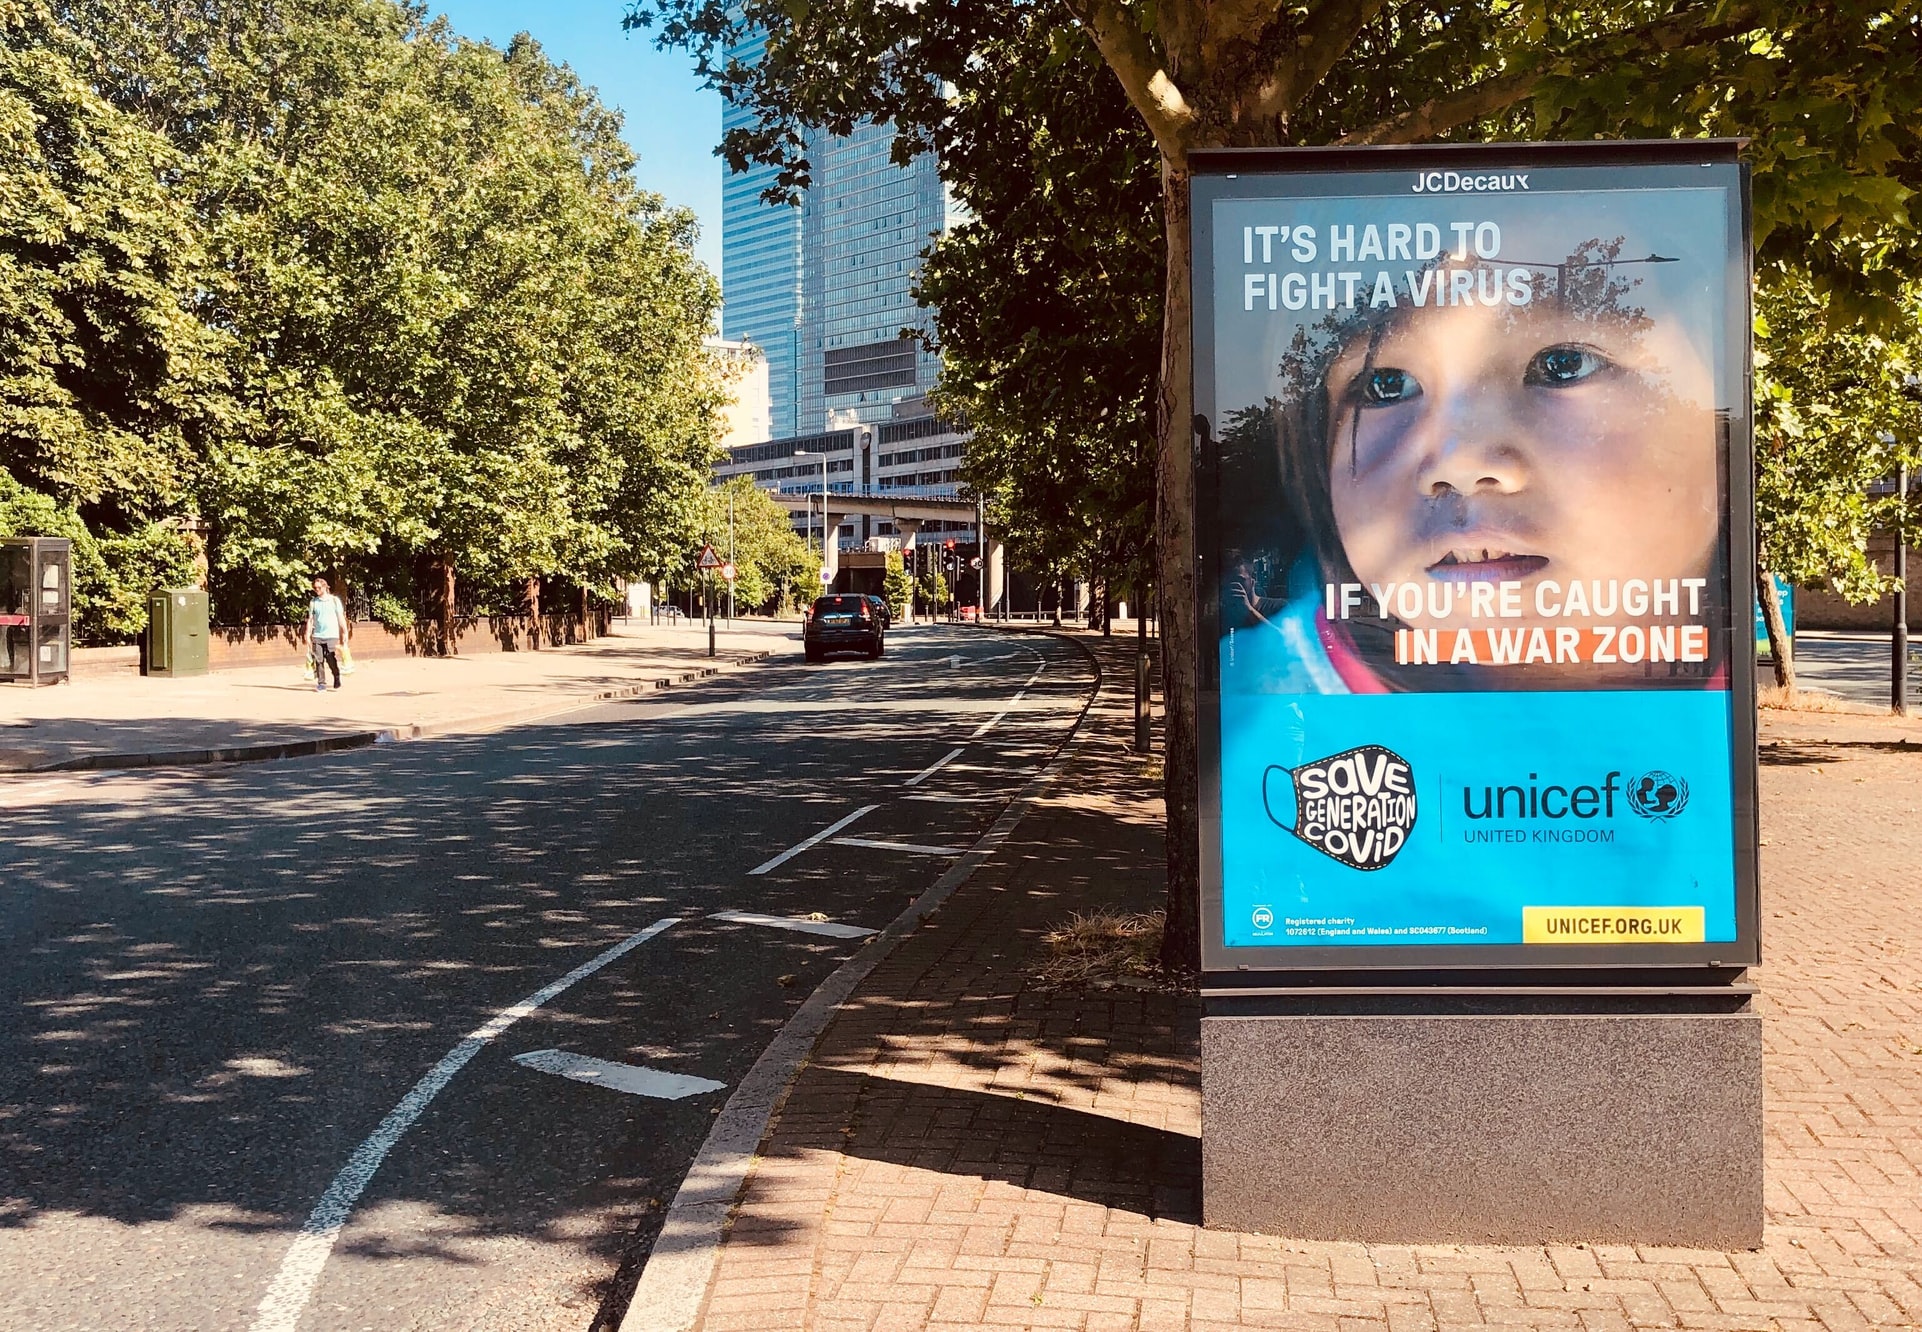 JCDecaux
IT'S HARD TO
FIGHT A VIRUS
IF YOU'RE CAUGHT
IN A WAR ZONE
SAVE
GENERATION
COViD
unicef
UNITED KINGDOM
FR
Registered charity
1072612 (England and Wales) and SC043677 (Scotland)
UNICEF.ORG.UK